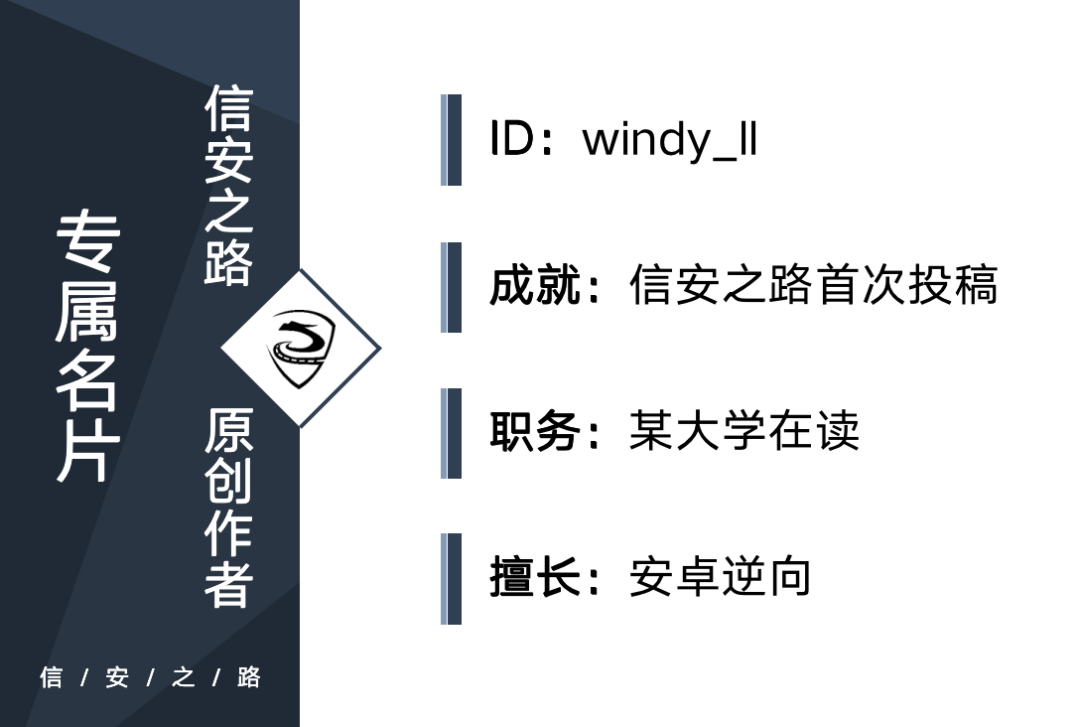 专属名片
信安之路 原创作者
信/安/之/路
ID：windy_ll
成就：信安之路首次投稿
职务：某大学在读
擅长：安卓逆向